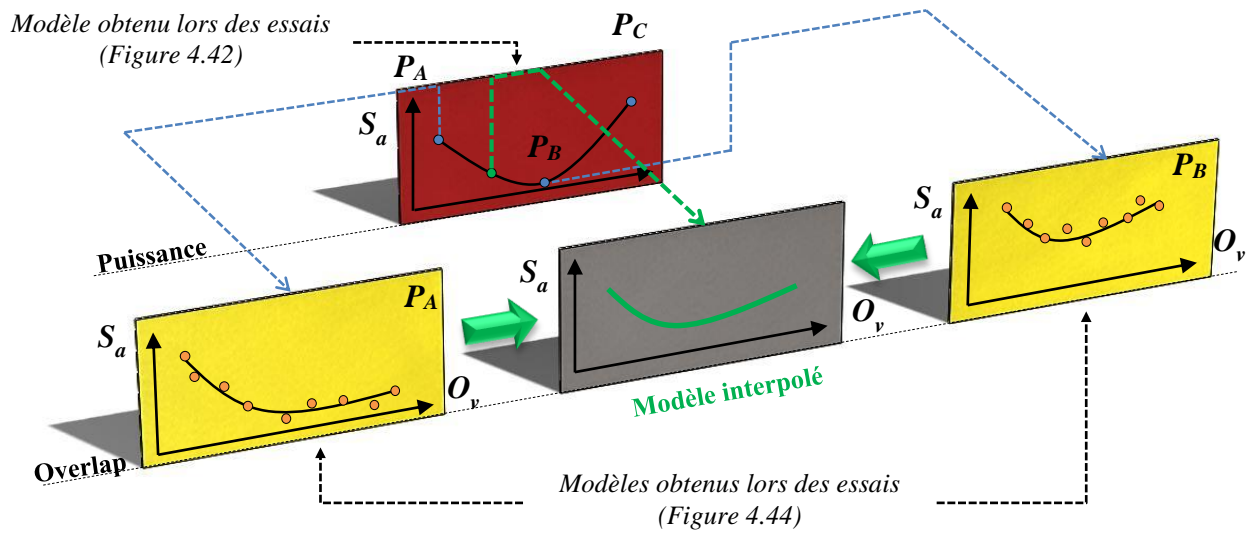 Modèle obtenu lors des essais
(Figure 4.42)
P_C
P_A
S_a
P_B
Puissance
P_B
S_a
O_v
P_A
S_a
O_v
S_a
O_v
Modèle interpolé
Overlap
Modèles obtenus lors des essais
(Figure 4.44)